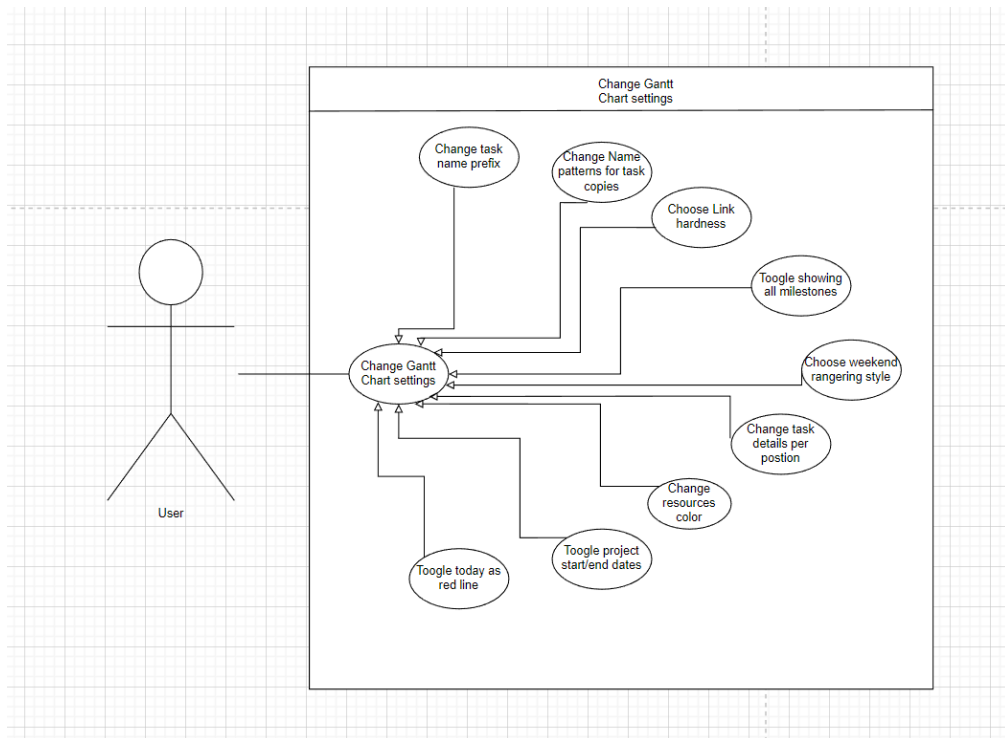 Change Gantt
Chart settings
Change task
name prefix
Change Name
patterns for task
copies
Choose Link
hardness
Toogle showing
all milestones
Change Gantt
Chart settings
Choose weekend
rangering style
Change task
details per
postion
Change
resources
color
Toogle project
start/end dates
Toogle today as
red line
User